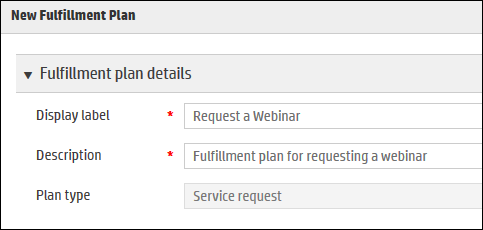 New Fulfillment Plan
Fulfillment plan details
Display label * Request a Webinar
Description * Fulfillment plan for requesting a webinar
Plan type Service request